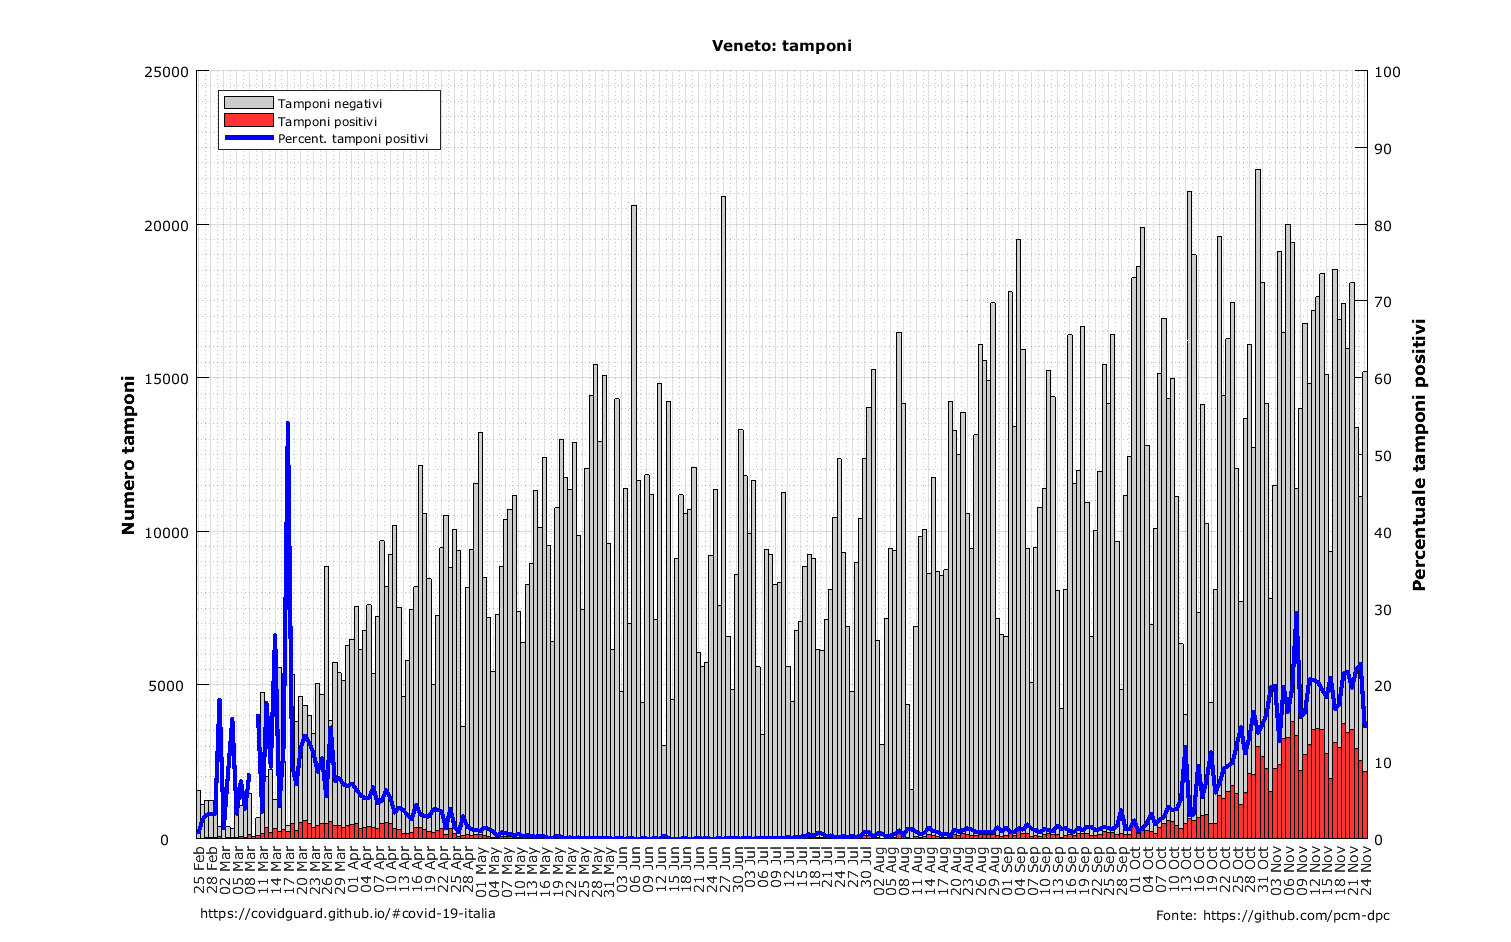 Veneto: tamponi
25000
20000
15000
10000
5000
0
Numero tamponi
Tamponi negativi
Tamponi positivi
Percent. tamponi positivi
100
90
80
70
60
50
40
30
20
10
0
Percentuale tamponi positivi
25 Feb
28 Feb
02 Mar
05 Mar
08 Mar
11 Mar
14 Mar
17 Mar
20 Mar
23 Mar
26 Mar
29 Mar
01 Apr
04 Apr
07 Apr
10 Apr
13 Apr
16 Apr
19 Apr
22 Apr
25 Apr
28 Apr
01 May
04 May
07 May
10 May
13 May
16 May
19 May
22 May
25 May
28 May
31 May
03 Jun
06 Jun
09 Jun
12 Jun
15 Jun
18 Jun
21 Jun
24 Jun
27 Jun
30 Jun
03 Jul
06 Jul
09 Jul
12 Jul
15 Jul
18 Jul
21 Jul
24 Jul
27 Jul
30 Jul
02 Aug
05 Aug
08 Aug
11 Aug
14 Aug
17 Aug
20 Aug
23 Aug
26 Aug
29 Aug
01 Sep
04 Sep
07 Sep
10 Sep
13 Sep
16 Sep
19 Sep
22 Sep
25 Sep
28 Sep
01 Oct
04 Oct
07 Oct
10 Oct
13 Oct
16 Oct
19 Oct
22 Oct
25 Oct
28 Oct
31 Oct
03 Nov
06 Nov
09 Nov
12 Nov
15 Nov
18 Nov
21 Nov
24 Nov
https://covidguard.github.io/#covid-19-italia
Fonte: https://github.com/pcm-dpc